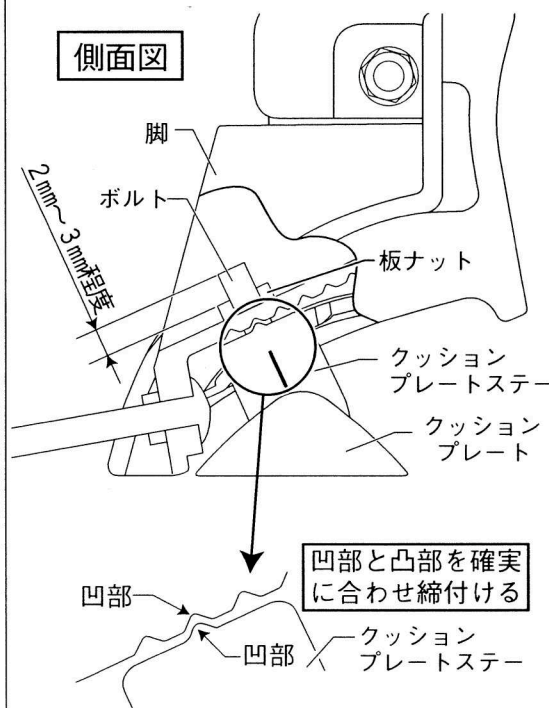 側面図
脚
ボルト
2mm〜3mm程度
板ナット
クッション
プレートステー
クッション
プレート
凹部と凸部を確実
に合わせ締付ける
凹部
凹部
クッション
プレートステー